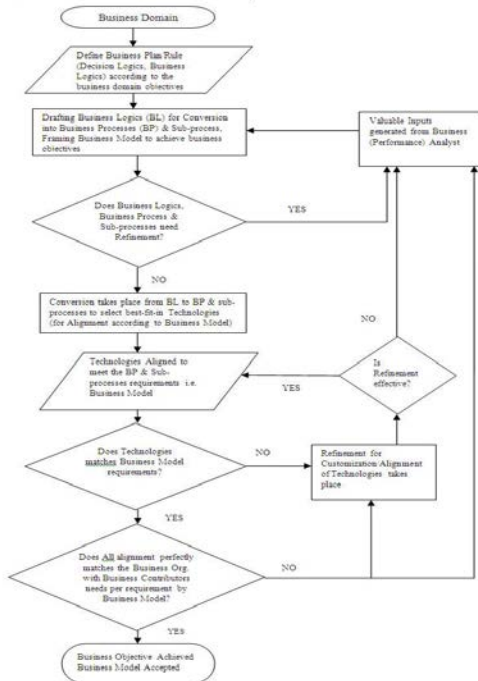 Business Domain
Define Business Plan/Rule
(Decision Logics, Business
Logics) according to the
business domain objectives
Drafting Business Logics (BL) for Conversion
into Business Processes (BP) & Sub-process,
Framing Business Model to achieve business
objectives
Valuable Inputs
generated from Business
(Performance) Analyst
Does Business Logics,
Business Process &
Sub-processes need
Refinement?
YES
NO
Conversion takes place from BL to BP & sub-
processes to select best-fit-in Technologies
(for Alignment according to Business Model)
NO
Technologies Aligned to
meet the BP & Sub-
processes requirements i.e.
Business Model
YES
Is
Refinement
effective?
Does Technologies
matches Business Model
requirements?
NO
Refinement for
Customization/Alignment
of Technologies takes
place
YES
Does All alignment perfectly
matches the Business Org.
with Business Contributors
needs per requirement by
Business Model?
NO
YES
Business Objective Achieved
Business Model Accepted